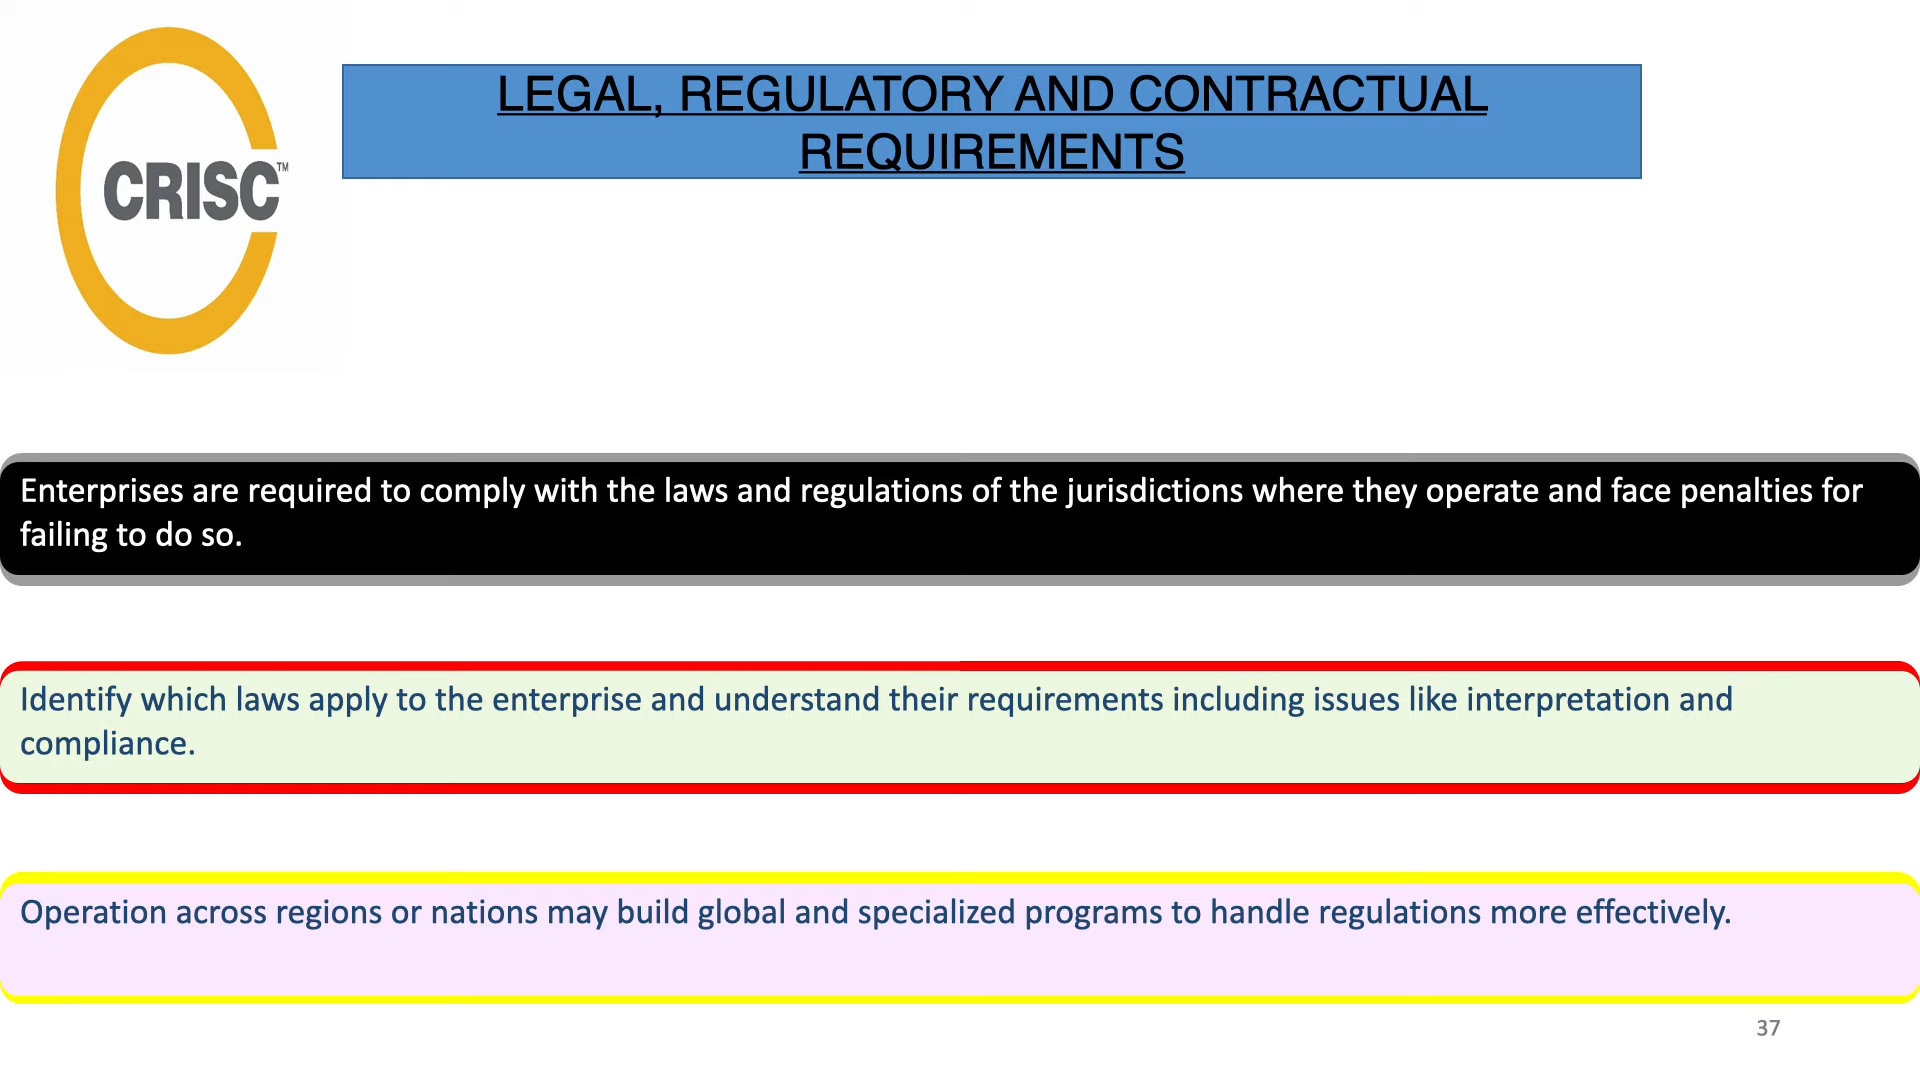 CRISC™
LEGAL, REGULATORY AND CONTRACTUAL
REQUIREMENTS
Enterprises are required to comply with the laws and regulations of the jurisdictions where they operate and face penalties for
failing to do so.
Identify which laws apply to the enterprise and understand their requirements including issues like interpretation and
compliance.
Operation across regions or nations may build global and specialized programs to handle regulations more effectively.
37